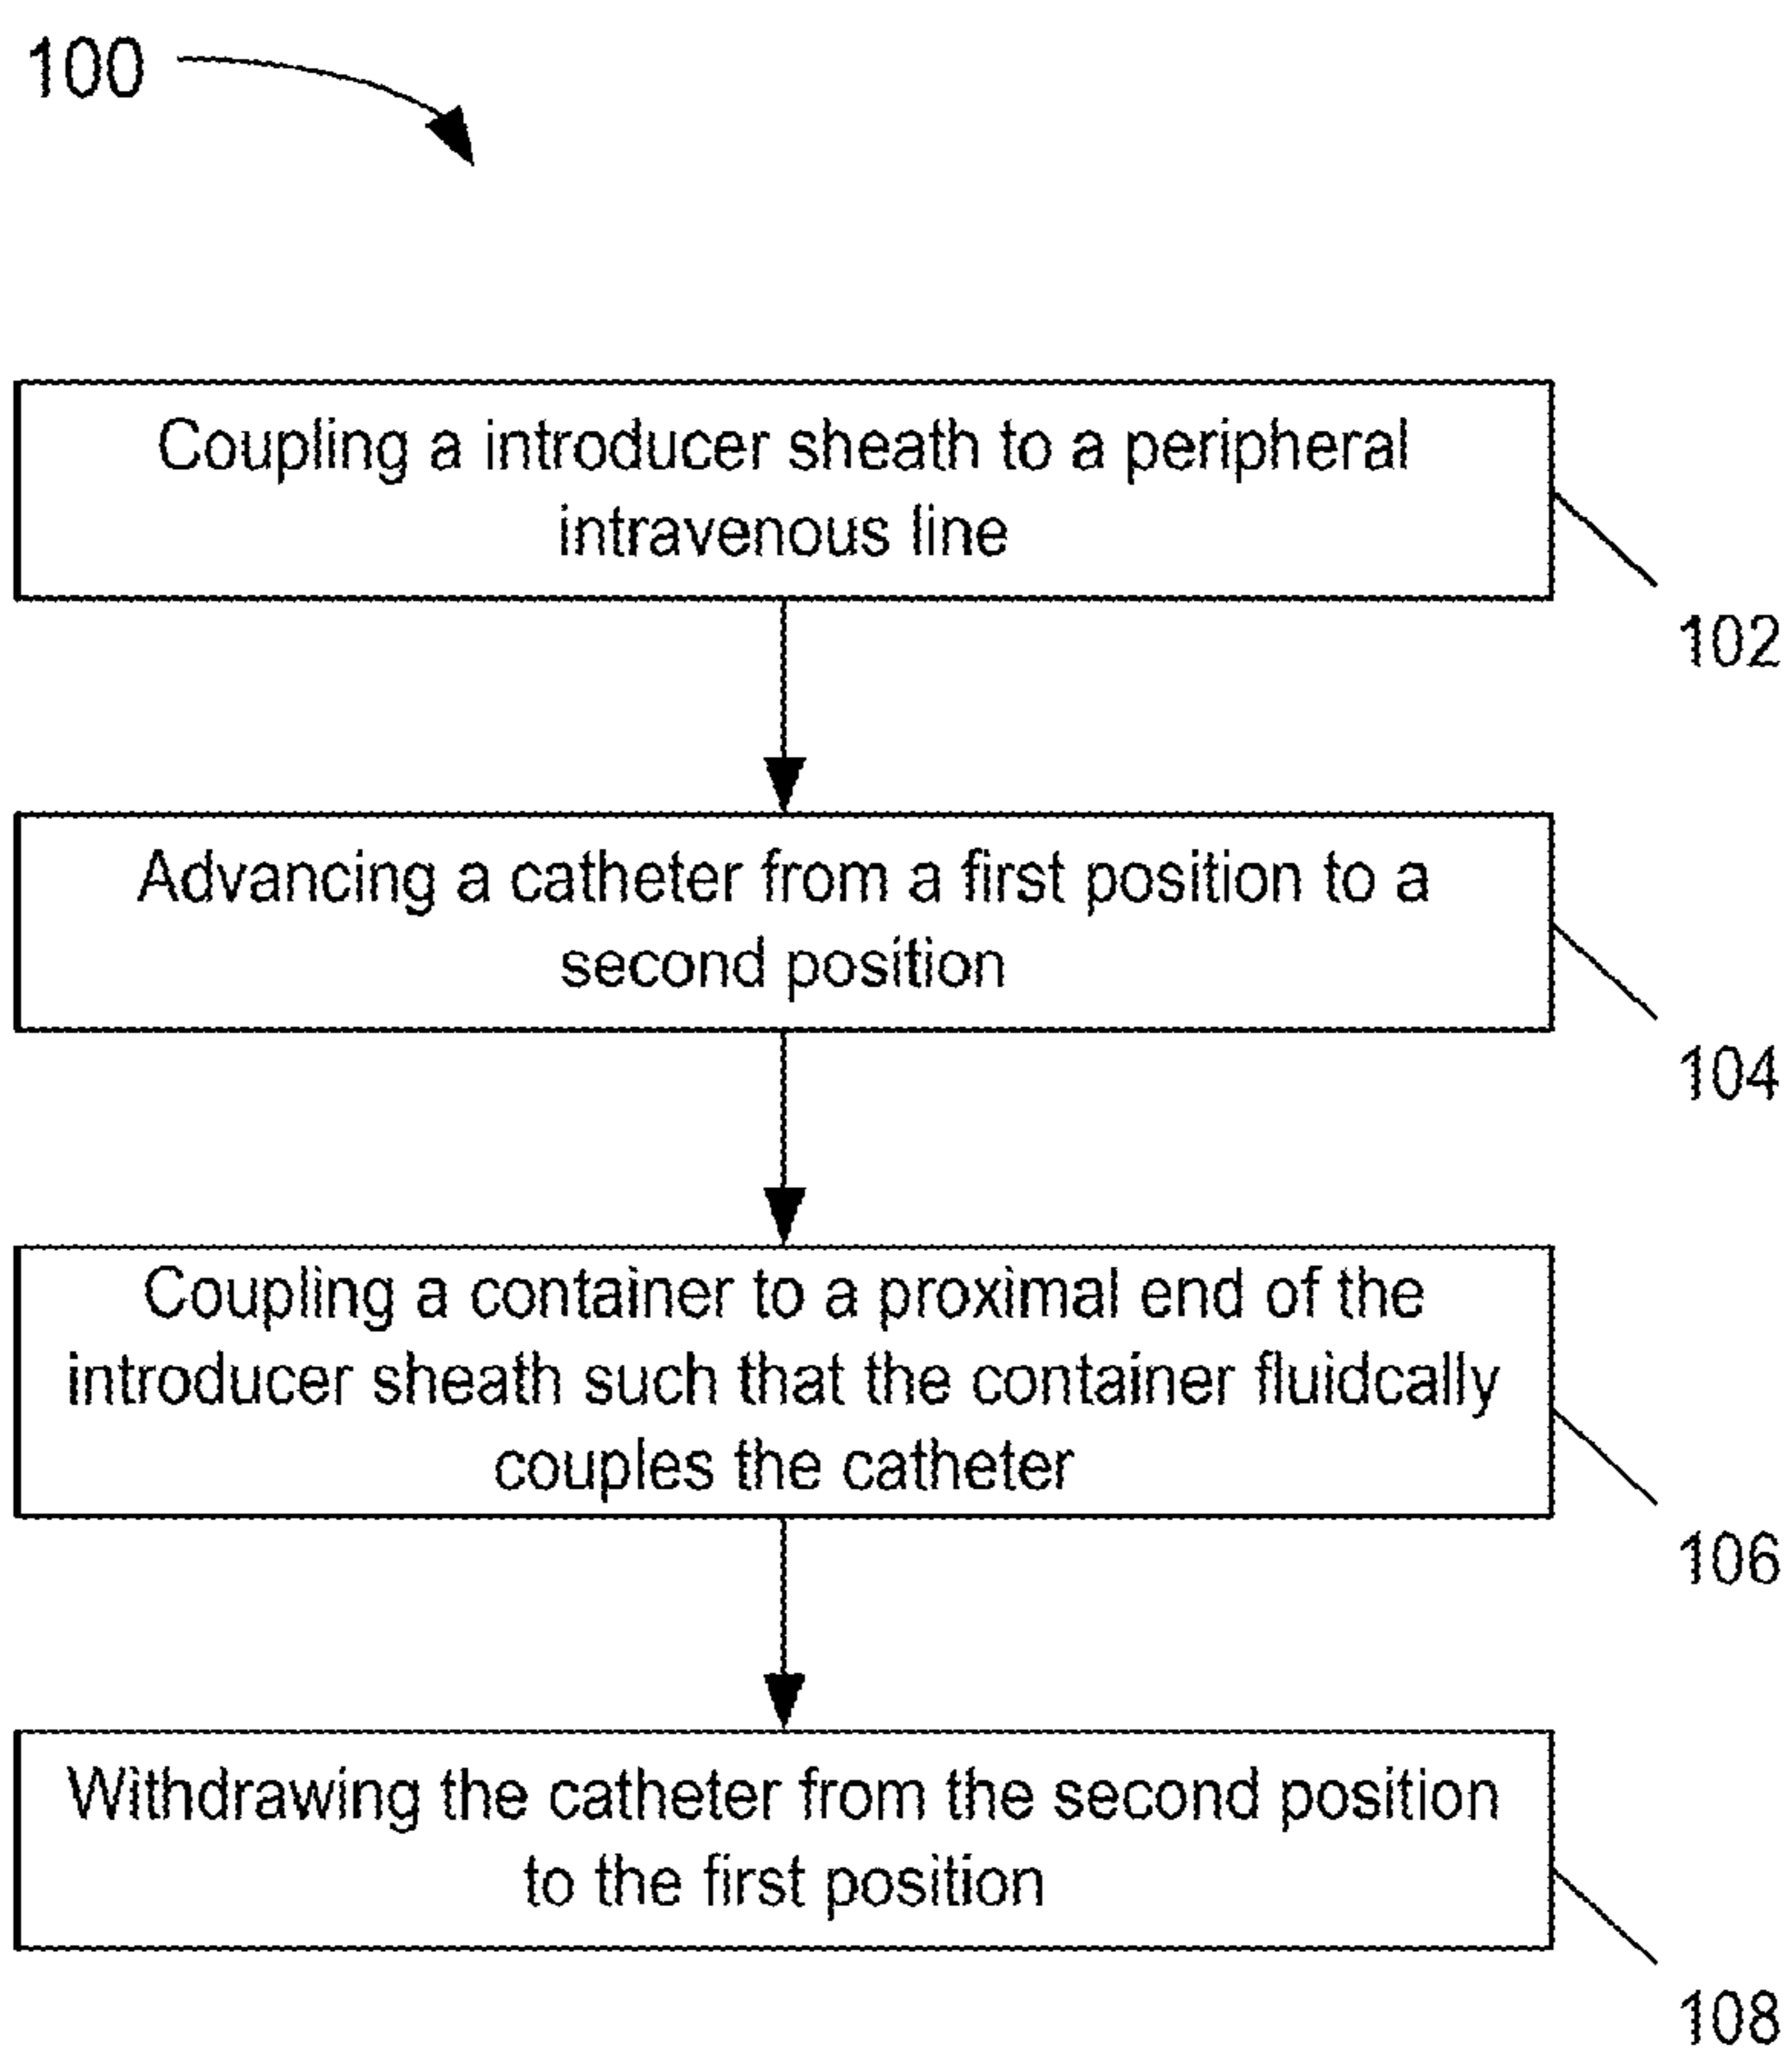 100
Coupling a introducer sheath to a peripheral
intravenous line
102
Advancing a catheter from a first position to a
second position
104
Coupling a container to a proximal end of the
introducer sheath such that the container fluidcally
couples the catheter
106
Withdrawing the catheter from the second position
to the first position
108